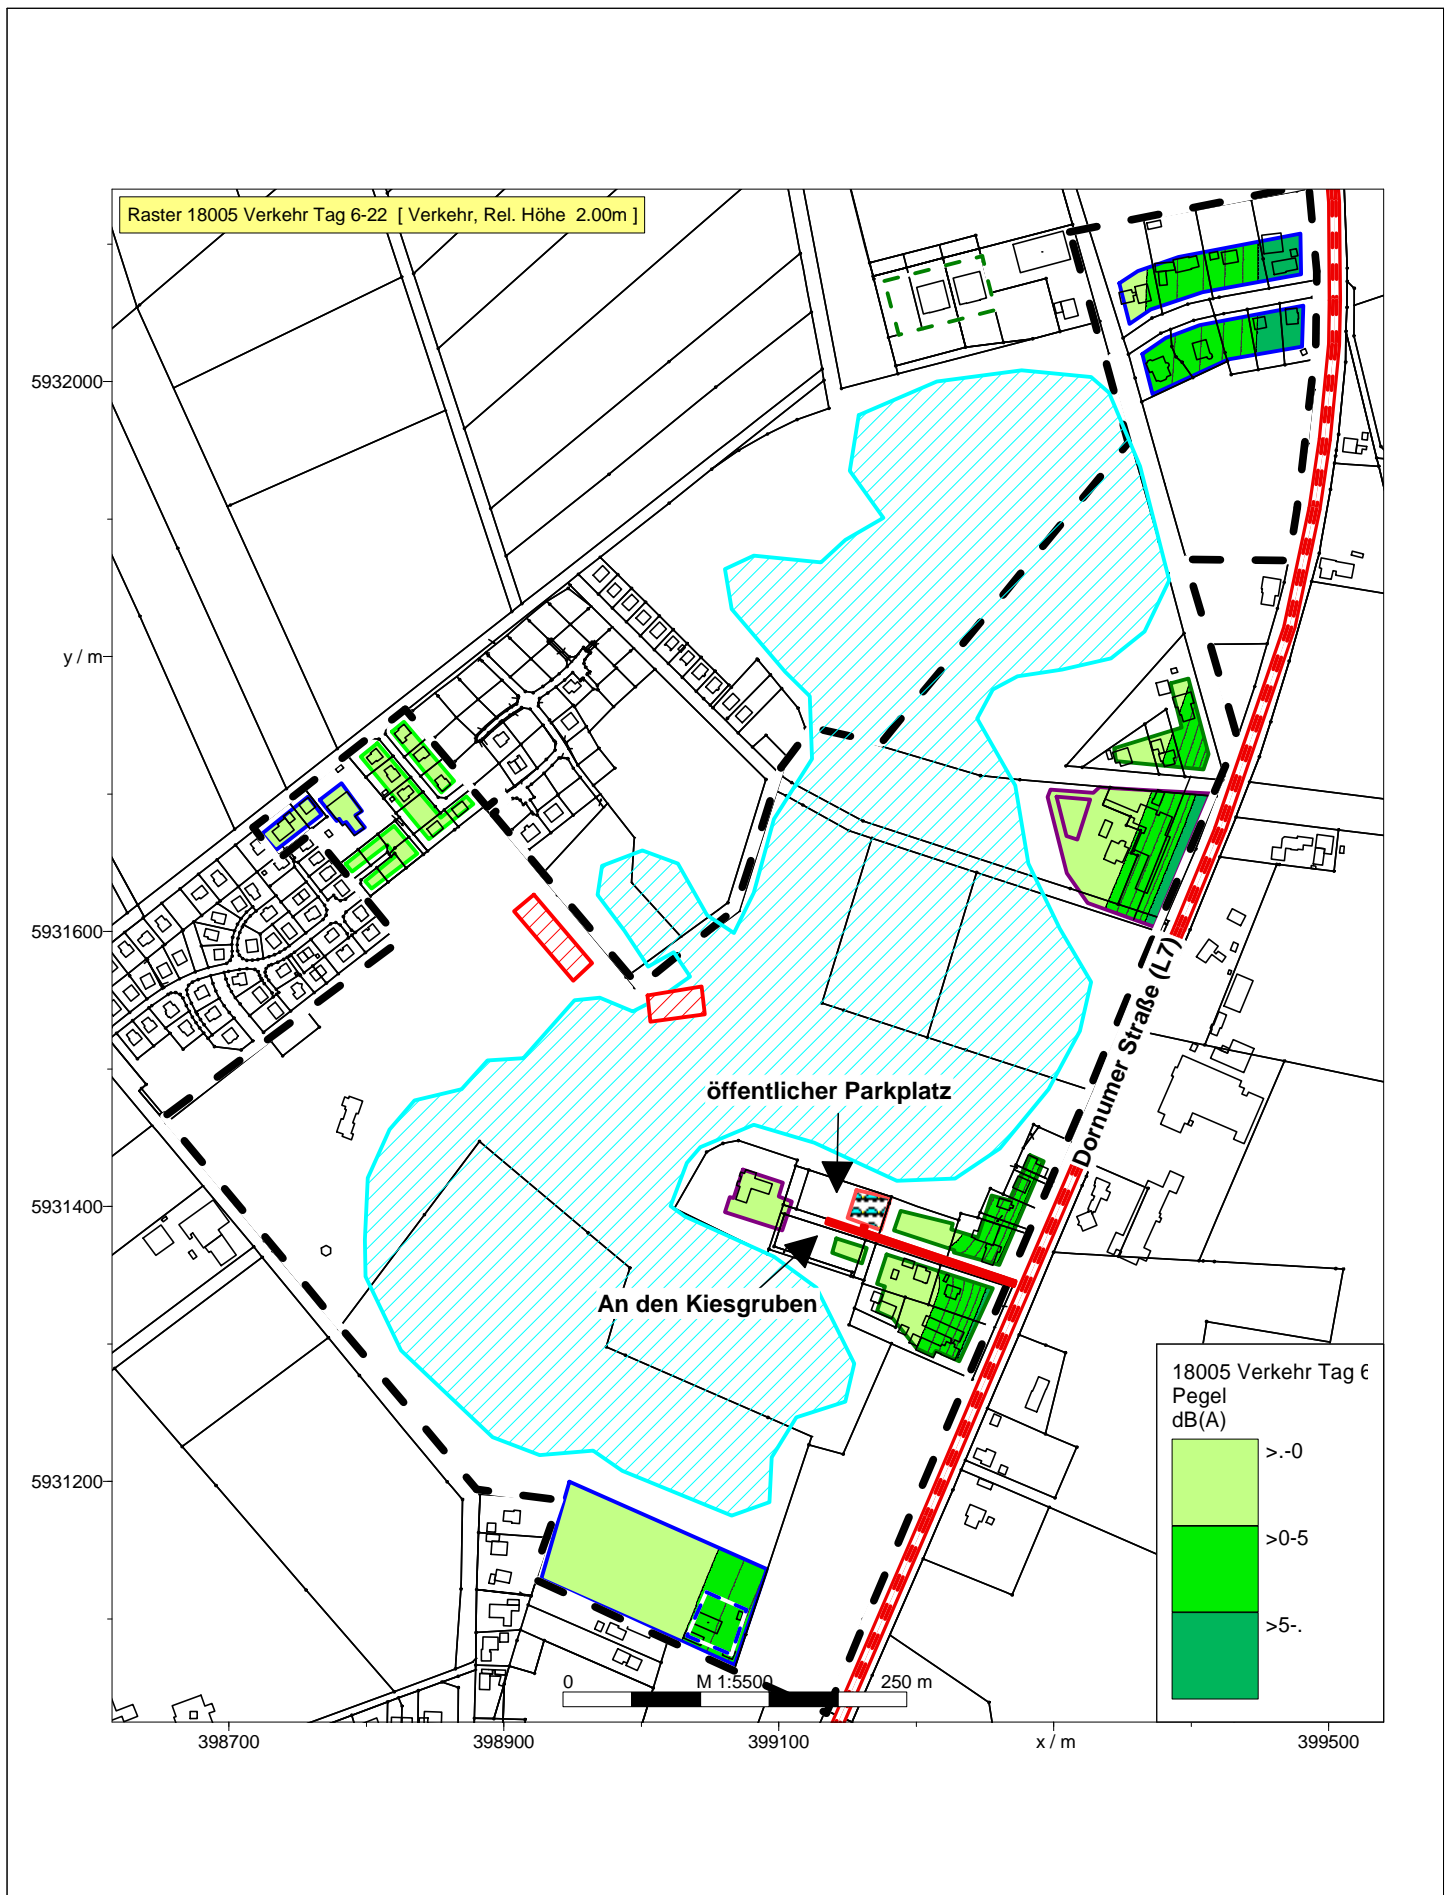 Raster 18005 Verkehr Tag 6-22 [ Verkehr, Rel. Höhe 2.00m ]
5932000
y / m
5931600
5931400
5931200
Dornumer Straße (L7)
öffentlicher Parkplatz
An den Kiesgruben
18005 Verkehr Tag 6
Pegel
dB(A)
>.-0
>0-5
>5-.
0 M 1:5500 250 m
398700 398900 399100 x / m 399500